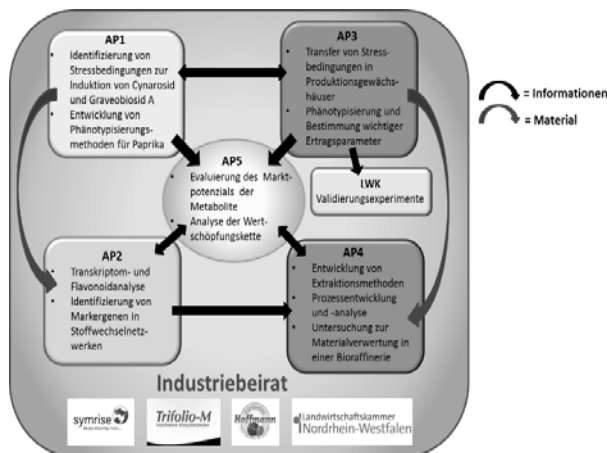 AP1
• Identifizierung von
Stressbedingungen zur
Induktion von Cynarosid
und Graveobiosid A
• Entwicklung von
Phänotypisierungs-
methoden für Paprika
AP3
• Transfer von Stress-
bedingungen in
Produktionsgewächs-
häuser
• Phänotypisierung und
Bestimmung wichtiger
Ertragsparameter
= Informationen
= Material
AP5
• Evaluierung des Markt-
potenzials der
Metabolite
• Analyse der Wert-
schöpfungskette
LWK
Validierungsexperimente
AP2
• Transkriptom- und
Flavonoidanalyse
• Identifizierung von
Markergenen in
Stoffwechselnetz-
werken
AP4
• Entwicklung von
Extraktionsmethoden
• Prozessentwicklung
und -analyse
• Untersuchung zur
Materialverwertung in
einer Bioraffinerie
Industriebeirat
symrise
Trifolio-M
Hoffmann
Landwirtschaftskammer
Nordrhein-Westfalen